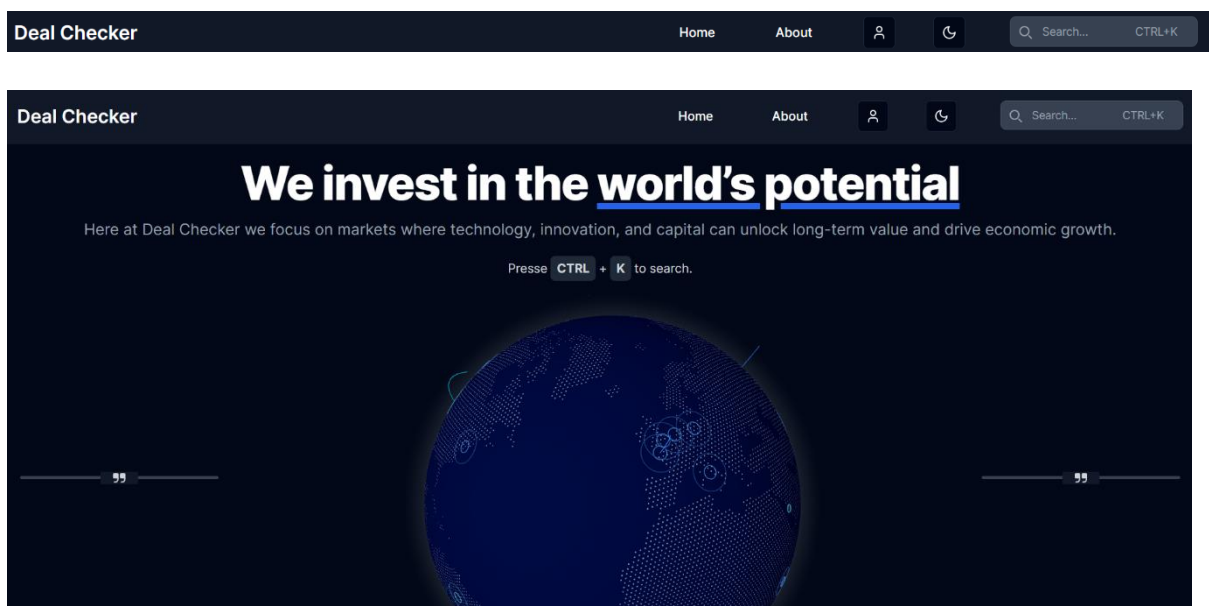 Deal Checker Home About Search... CTRL+K
Deal Checker Home About Search... CTRL+K
We invest in the world's potential
Here at Deal Checker we focus on markets where technology, innovation, and capital can unlock long-term value and drive economic growth.
Presse CTRL + K to search.